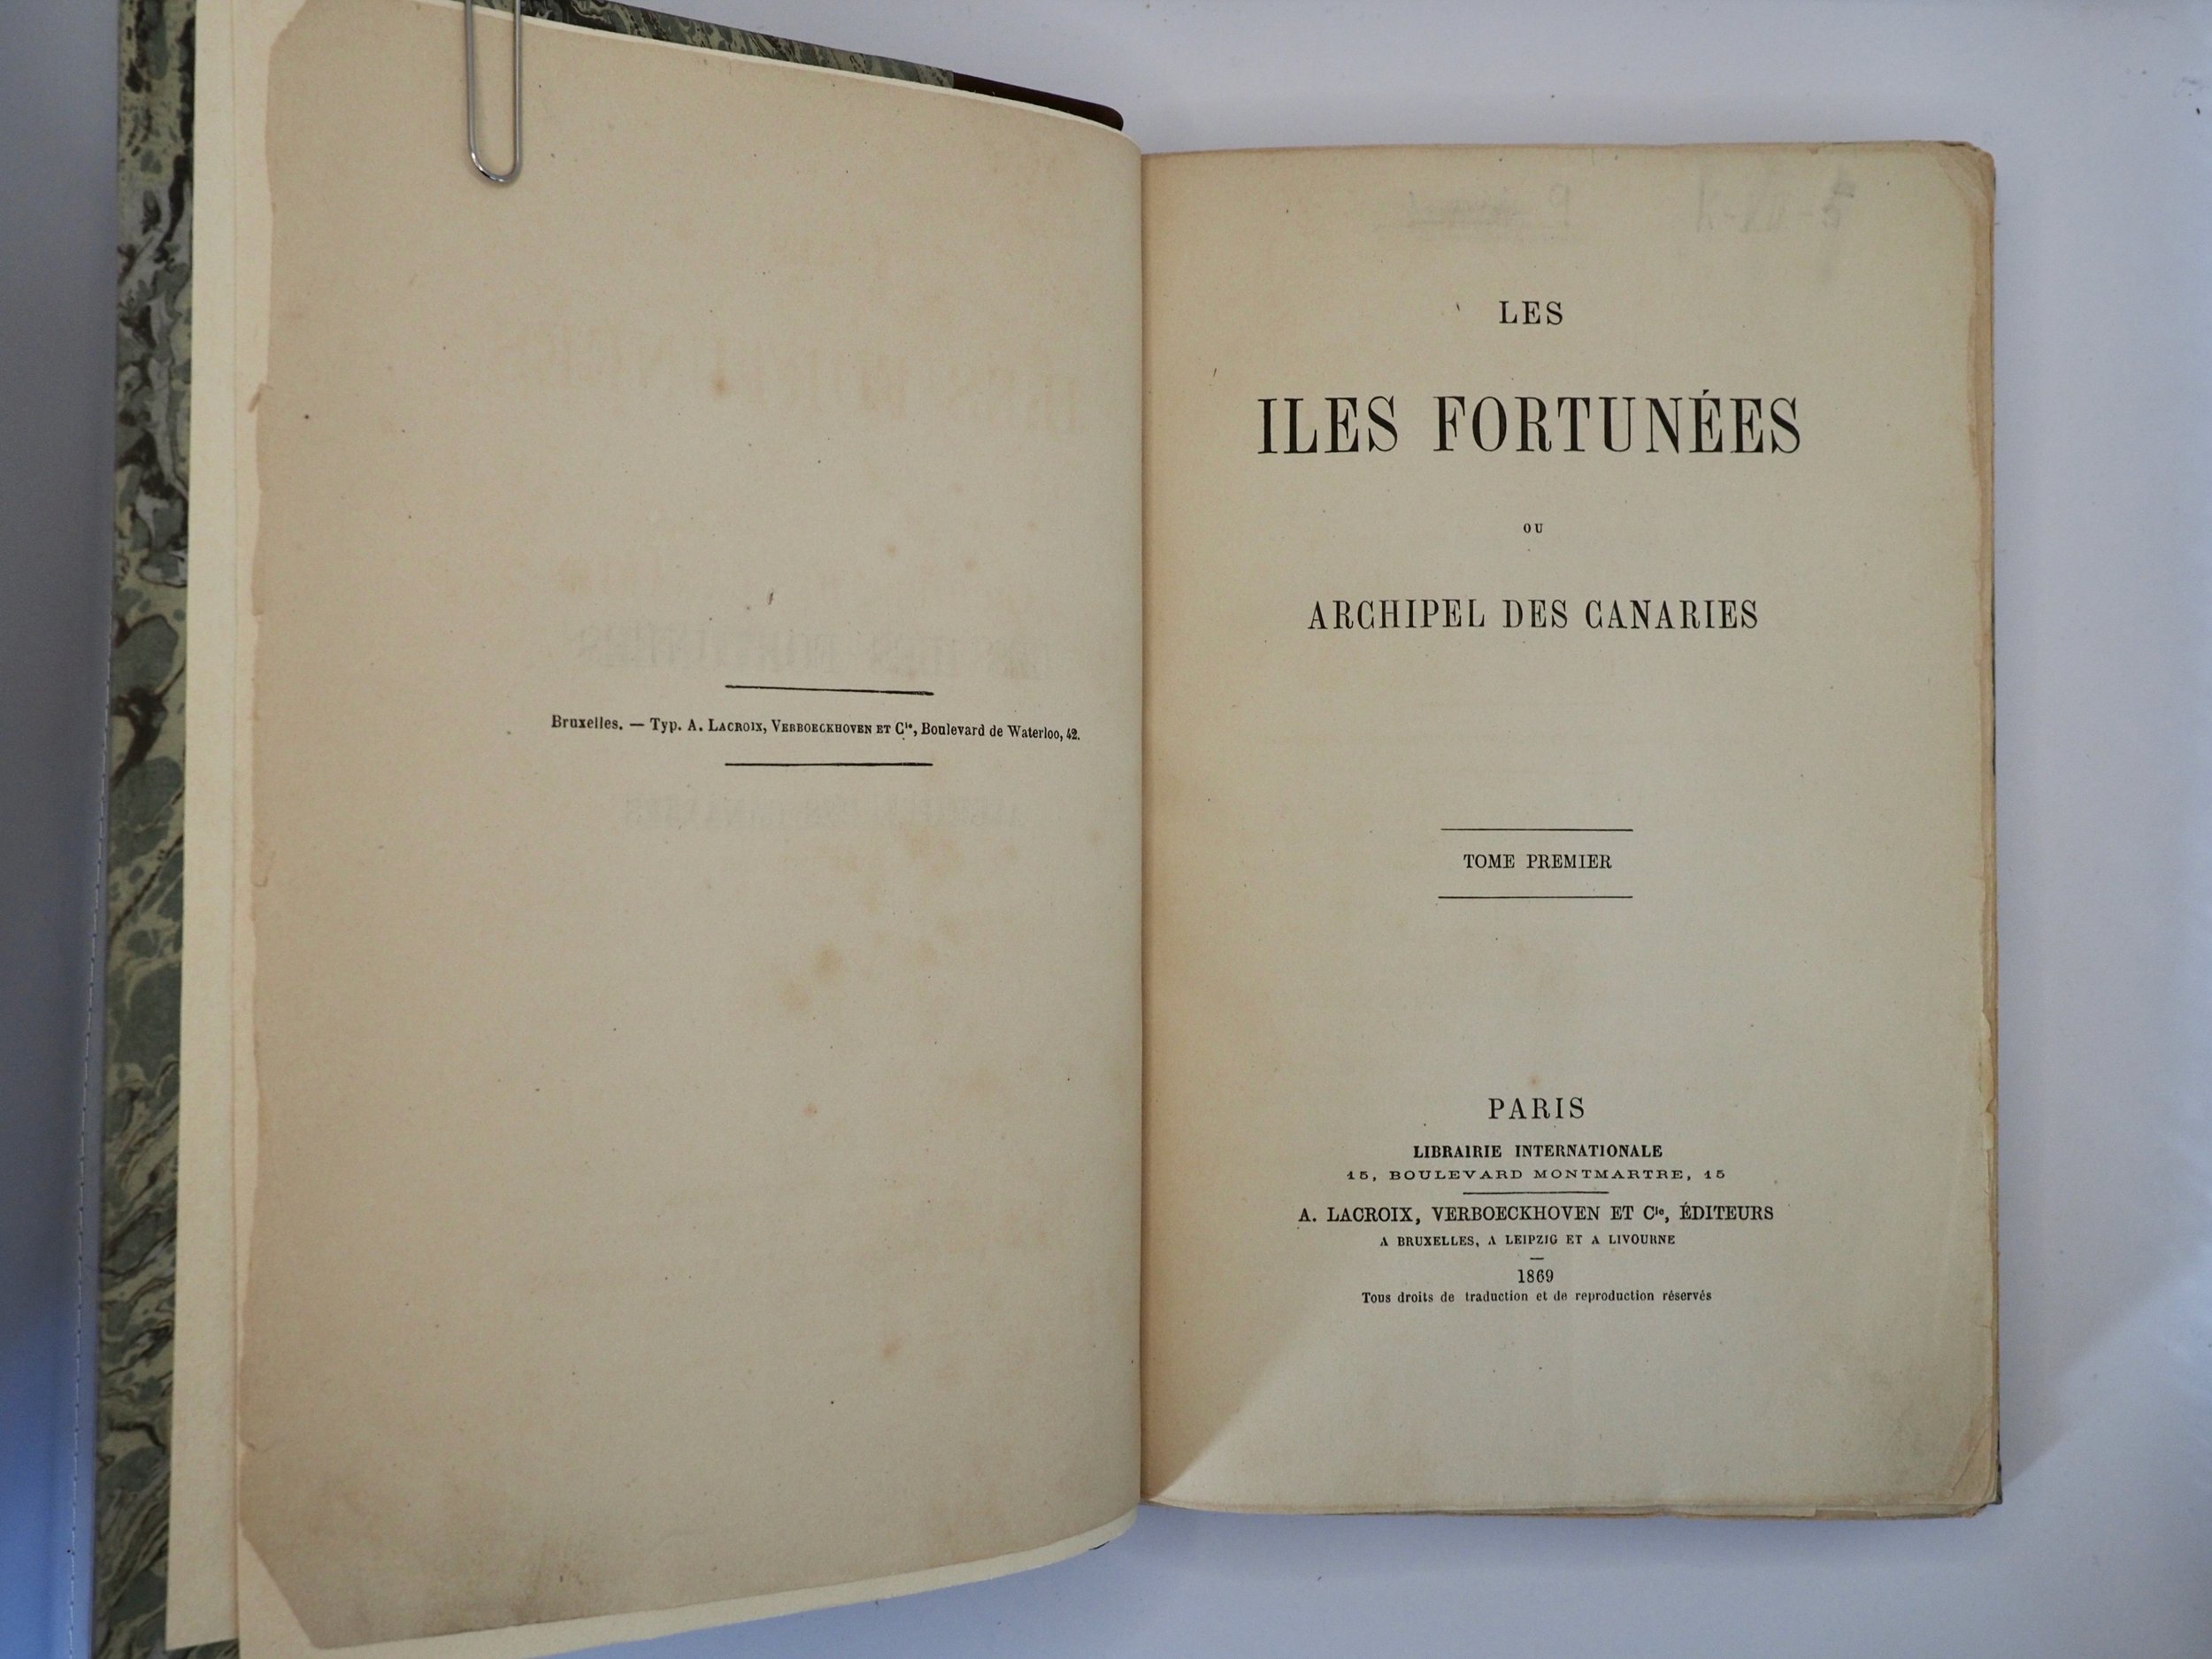 Bruxelles. — Typ. A. LACROIX, VERBOECKHOVEN ET Cie, Boulevard de Waterloo, 42.
LES
ILES FORTUNÉES
OU
ARCHIPEL DES CANARIES
TOME PREMIER
PARIS
LIBRAIRIE INTERNATIONALE
15, BOULEVARD MONTMARTRE, 15
A. LACROIX, VERBOECKHOVEN ET Cie, ÉDITEURS
A BRUXELLES, A LEIPZIG ET A LIVOURNE
1869
Tous droits de traduction et de reproduction réservés